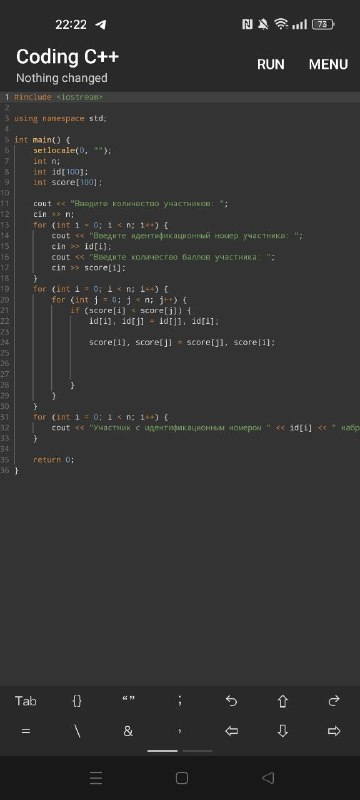 22:22 73
Coding C++
Nothing changed
RUN MENU
1 #include <iostream>
2
3 using namespace std;
4
5 int main() {
6 setlocale(0, "");
7 int n;
8 int id[100];
9 int score[100];
10
11 cout << "Введите количество участников: ";
12 cin >> n;
13 for (int i = 0; i < n; i++) {
14 cout << "Введите идентификационный номер участника: ";
15 cin >> id[i];
16 cout << "Введите количество баллов участника: ";
17 cin >> score[i];
18 }
19 for (int i = 0; i < n; i++) {
20 for (int j = 0; j < n; j++) {
21 if (score[i] < score[j]) {
22 id[i], id[j] = id[j], id[i];
23
24 score[i], score[j] = score[j], score[i];
25
26
27
28 }
29 }
30 }
31 for (int i = 0; i < n; i++) {
32 cout << "Участник с идентификационным номером " << id[i] << " набр
33 }
34
35 return 0;
36 }
Tab {} “” ;
= \ & ,